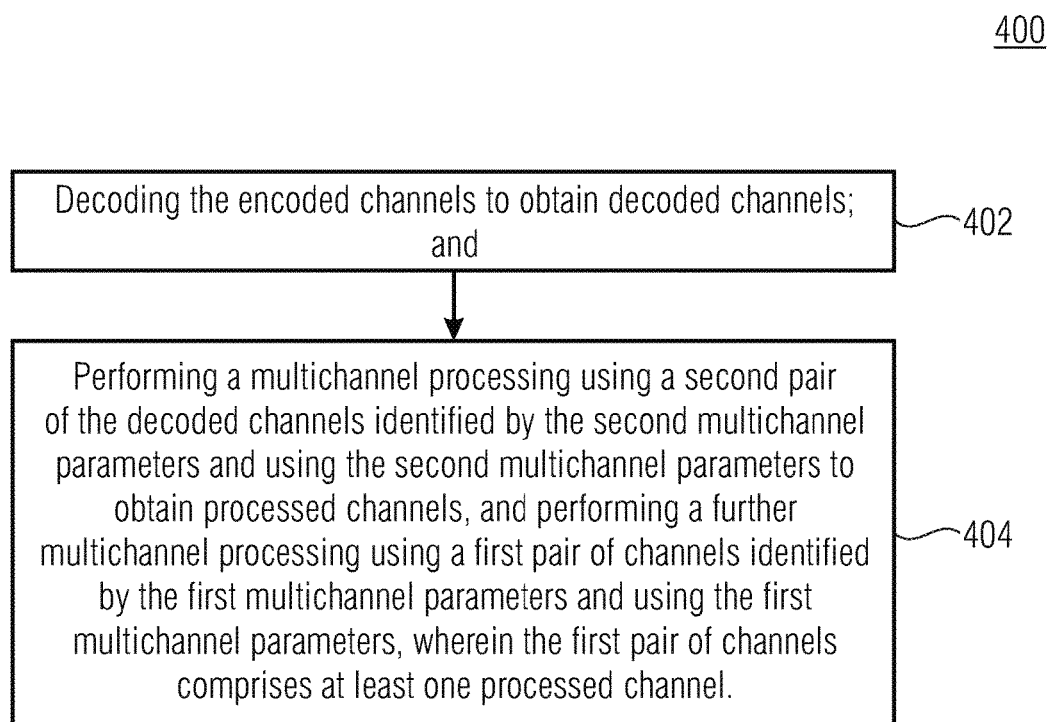 400
Decoding the encoded channels to obtain decoded channels;
and
402
Performing a multichannel processing using a second pair
of the decoded channels identified by the second multichannel
parameters and using the second multichannel parameters to
obtain processed channels, and performing a further
multichannel processing using a first pair of channels identified
by the first multichannel parameters and using the first
multichannel parameters, wherein the first pair of channels
comprises at least one processed channel.
404